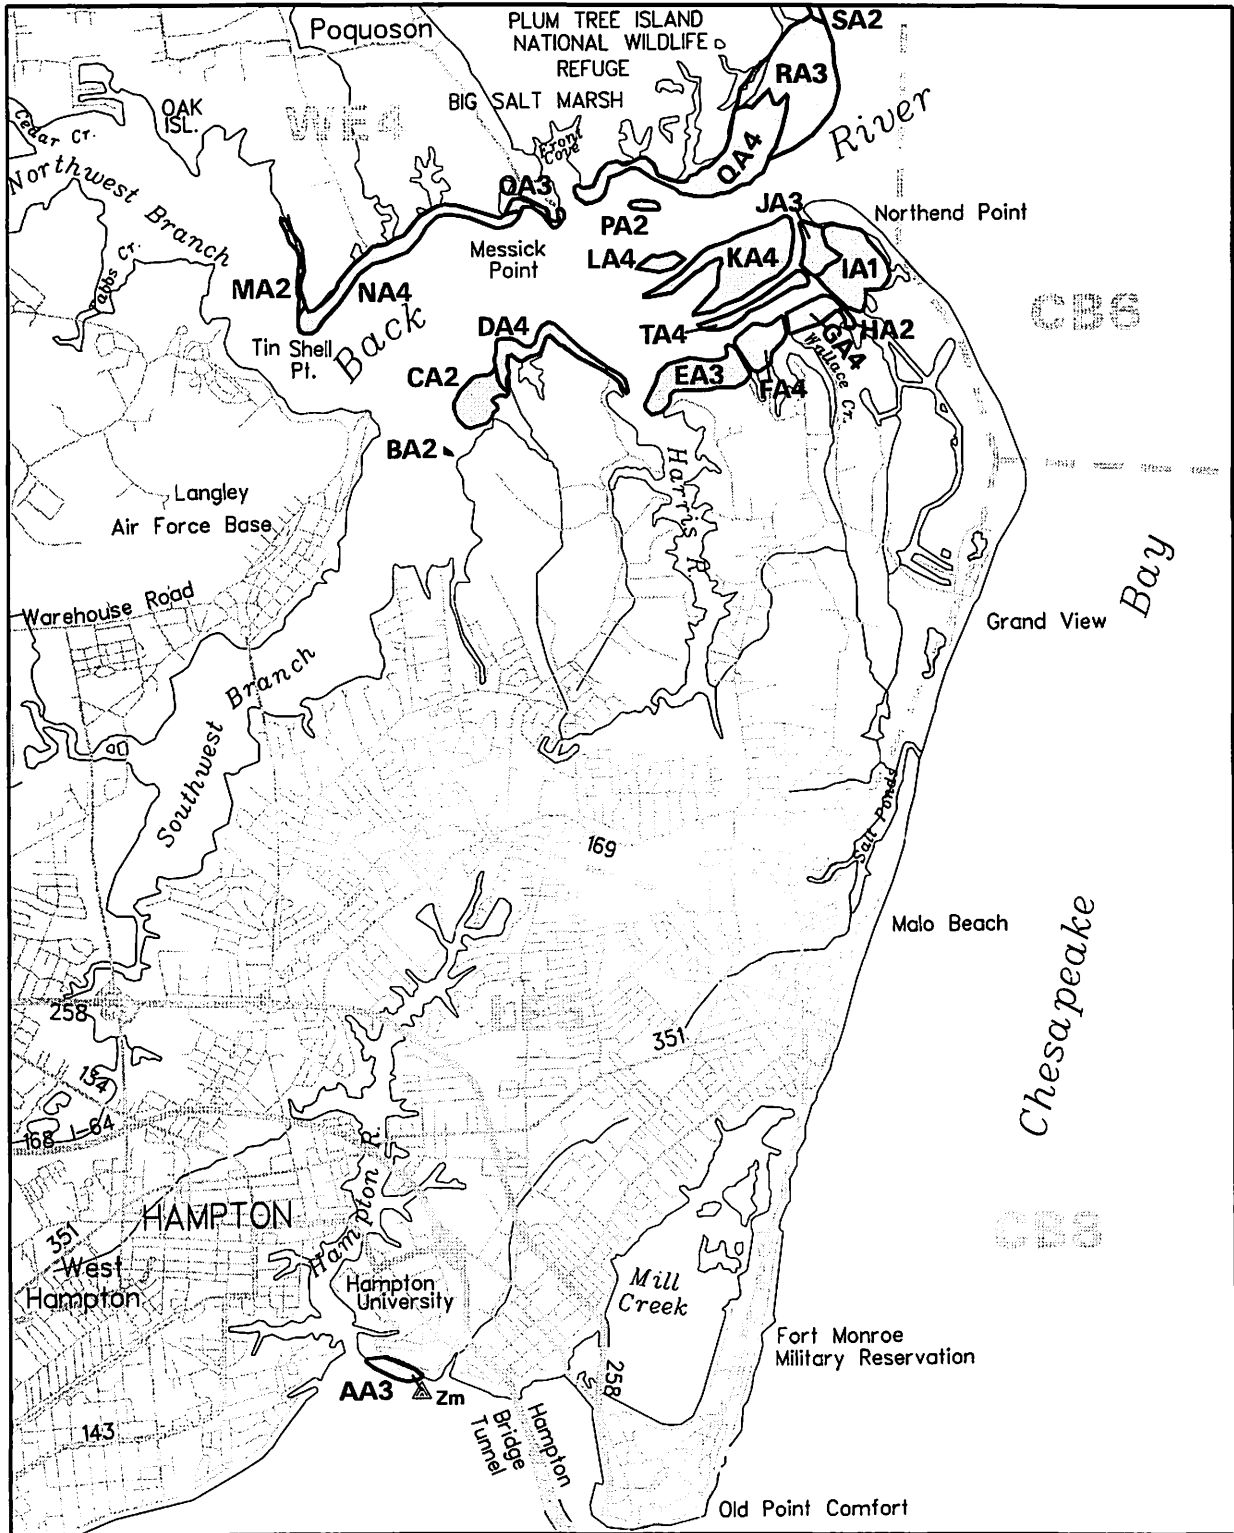 Poquoson
PLUM TREE ISLAND
NATIONAL WILDLIFE
REFUGE
SA2
RA3
BIG SALT MARSH
OAK
ISL.
WE4
Cedar Cr.
Northwest Branch
Front
Cove
QA4
River
OA3
PA2
JA3
Northend Point
Messick
Point
LA4
KA4
IA1
Tabbs Cr.
MA2
NA4
CB6
Back
DA4
TA4
HA2
GA4
Tin Shell
Pt.
Wallace Cr.
CA2
EA3
FA4
BA2
Harris R.
Langley
Air Force Base
Bay
Warehouse Road
Grand View
Southwest Branch
Salt Ponds
169
Malo Beach
Chesapeake
258
351
134
168 I-64
Hampton R.
HAMPTON
351
CB8
West
Hampton
Hampton
University
Mill
Creek
Fort Monroe
Military Reservation
258
AA3
Zm
143
Hampton
Bridge
Tunnel
Old Point Comfort